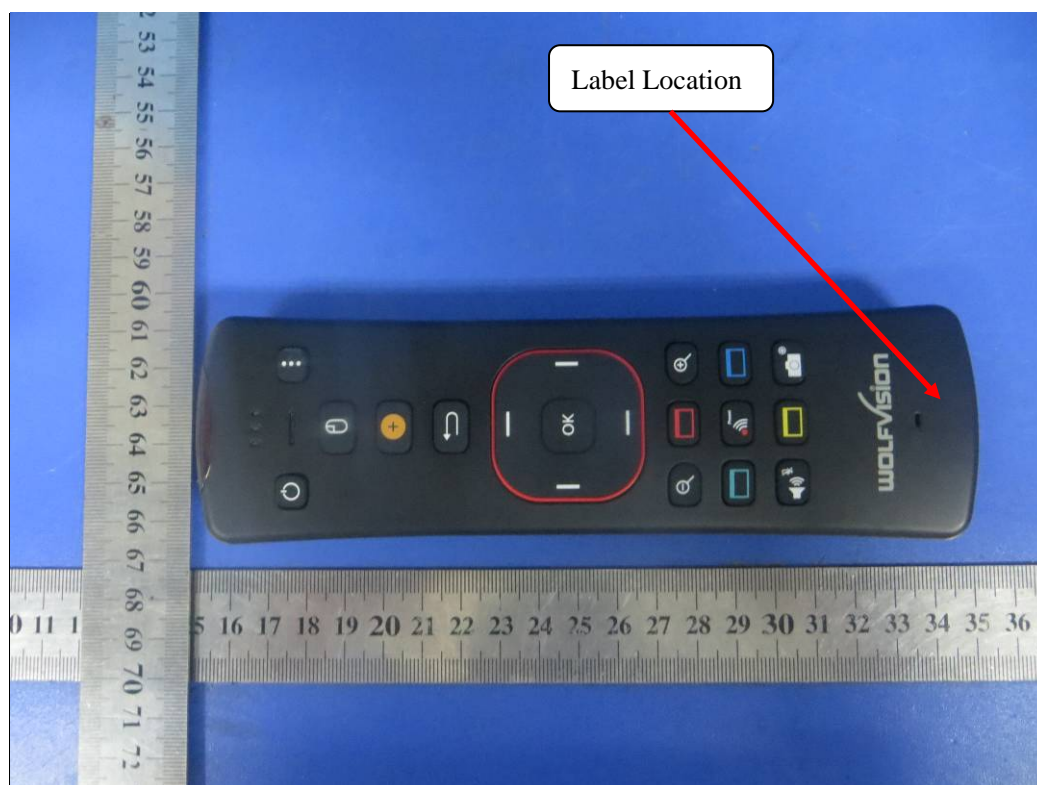 Label Location
53 54 55 56 57 58 59 60 61 62 63 64 65 66 67 68 69 70 71 72
OK
WOLFVISION
0 11 1 5 16 17 18 19 20 21 22 23 24 25 26 27 28 29 30 31 32 33 34 35 36